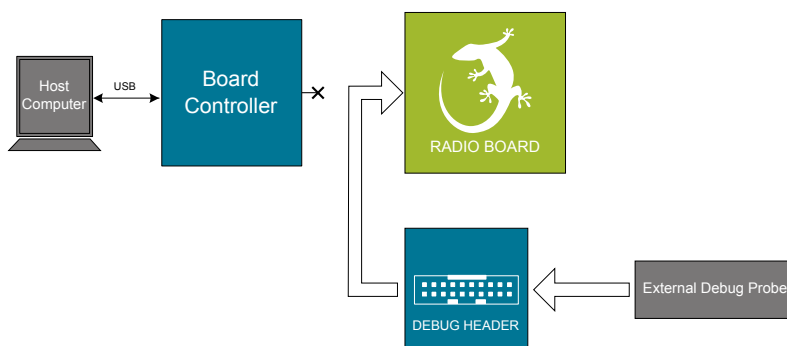 Host
Computer
USB
Board
Controller
RADIO BOARD
DEBUG HEADER
External Debug Probe